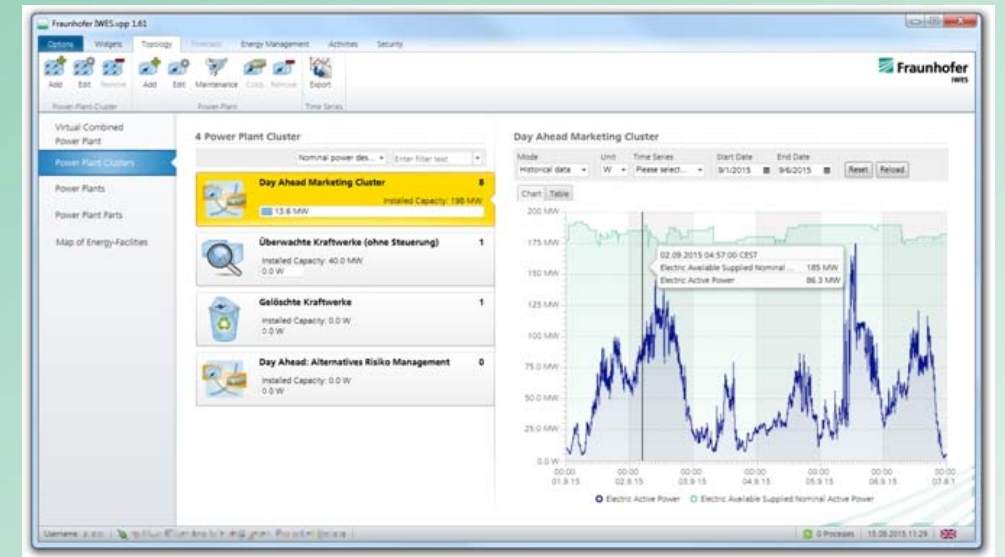 Fraunhofer IWES.vpp 1.61
Options Widgets Topology Forecasts Energy Management Activities Security
Add Edit Remove Add Edit Maintenance Copy Remove Export
Power-Plant-Cluster Power-Plant Time Series
Fraunhofer
IWES
Virtual Combined
Power Plant
Power Plant Clusters
Power Plants
Power Plant Parts
Map of Energy-Facilities
4 Power Plant Cluster
Nominal power des... Enter filter text
Day Ahead Marketing Cluster 8
Installed Capacity: 198 MW
13.6 MW
Überwachte Kraftwerke (ohne Steuerung) 1
Installed Capacity: 40.0 MW
0.0 W
Gelöschte Kraftwerke 1
Installed Capacity: 0.0 W
0.0 W
Day Ahead: Alternatives Risiko Management 0
Installed Capacity: 0.0 W
0.0 W
Day Ahead Marketing Cluster
Mode Unit Time Series Start Date End Date
Historical data W Please select... 9/1/2015 9/6/2015 Reset Reload
Chart Table
200 MW
175 MW
150 MW
125 MW
100 MW
75.0 MW
50.0 MW
25.0 MW
0.0 W
02.09.2015 04:57:00 CEST
Electric Available Supplied Nominal ... 185 MW
Electric Active Power 86.3 MW
00:00 00:00 00:00 00:00 00:00 00:00 00:00
01.9.15 02.9.15 03.9.15 04.9.15 05.9.15 06.9.15 07.9.1
Electric Active Power Electric Available Supplied Nominal Active Power
Username:
0 Processes 15.09.2015 11:29